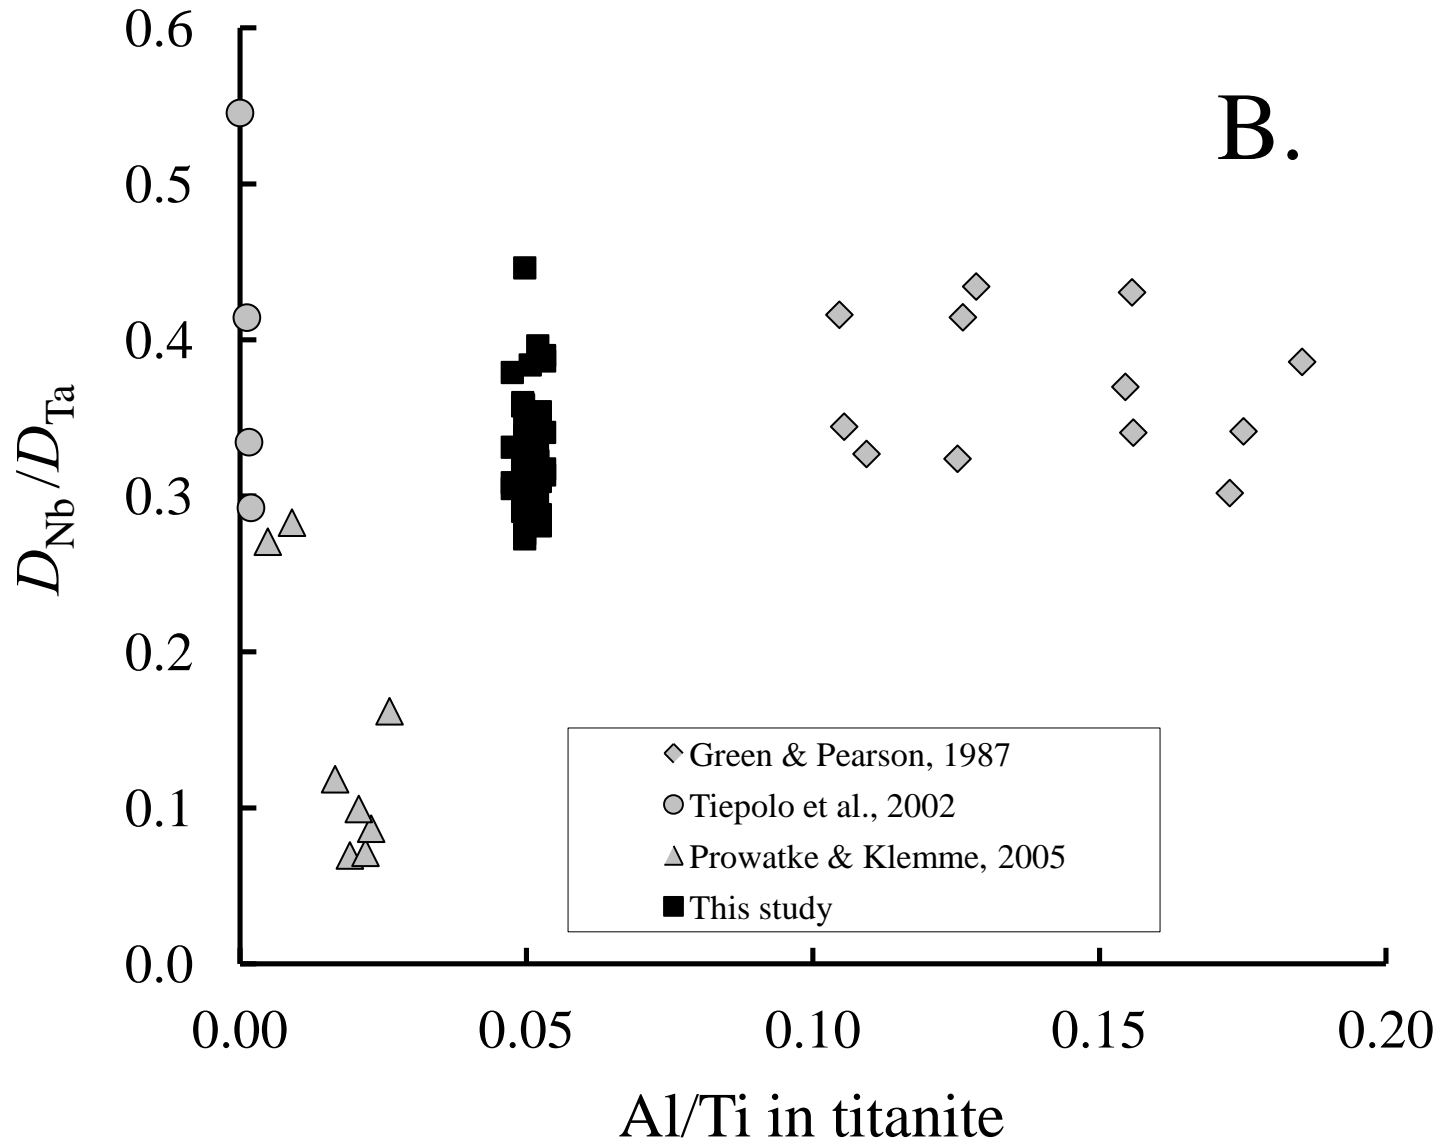 B.
0.6
0.5
0.4
0.3
0.2
0.1
0.0
D_Nb/D_Ta
Green & Pearson, 1987
Tiepolo et al., 2002
Prowatke & Klemme, 2005
This study
0.00 0.05 0.10 0.15 0.20
Al/Ti in titanite